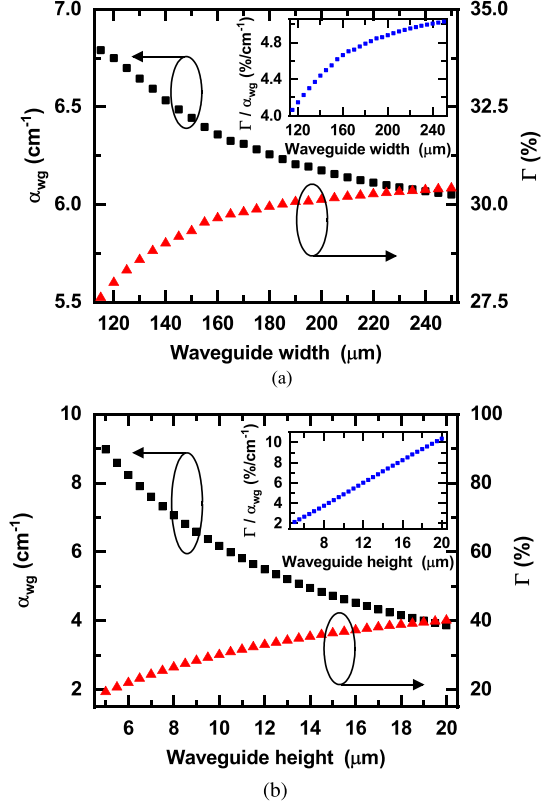 35.0
32.5
30.0
27.5
Γ (%)
7.5
6.75
6.0
5.5
α_wg (cm⁻¹)
5.5
120 140 160 180 200 220 240
Waveguide width (μm)
4.8
4.4
4.0
Γ / α_wg (%/cm-1)
120 160 200 240
Waveguide width (μm)
(a)
10
8
6
4
2
α_wg (cm⁻¹)
100
80
60
40
20
Γ (%)
10
8
6
4
2
Γ / α_wg (%/cm-1)
8 12 16 20
Waveguide height (μm)
6 8 10 12 14 16 18 20
Waveguide height (μm)
(b)